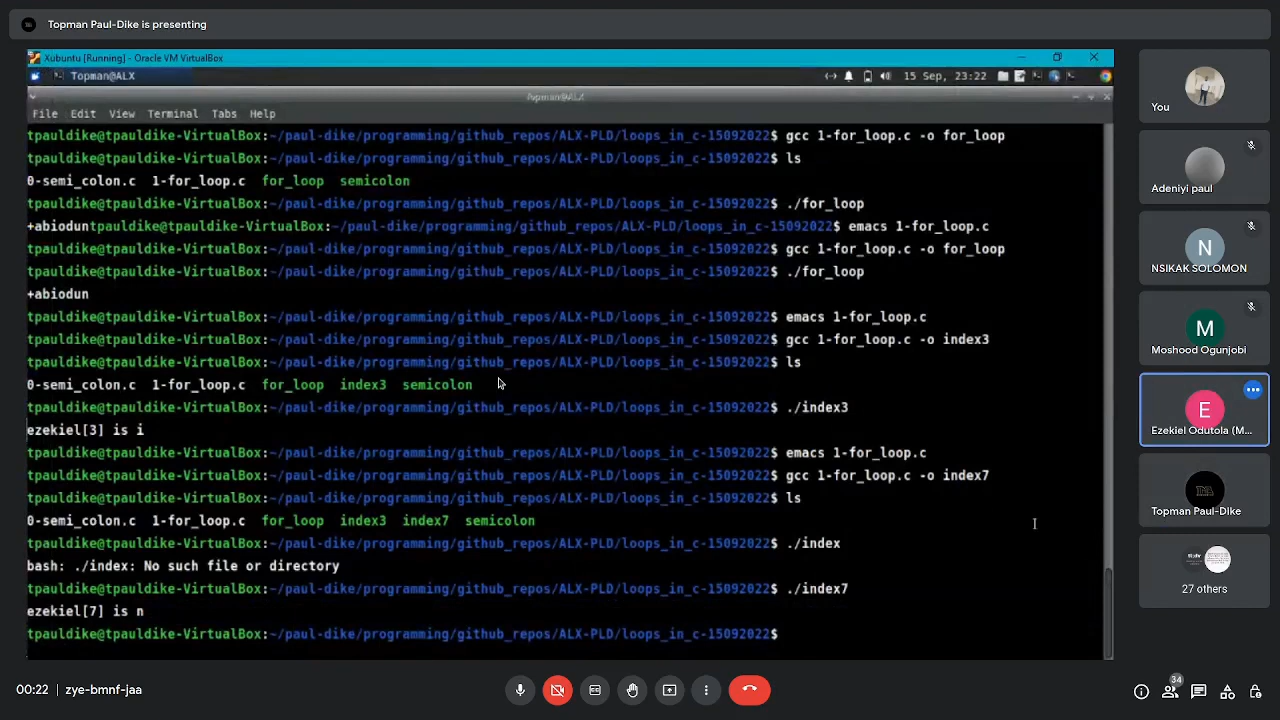 Topman Paul-Dike is presenting
Xubuntu [Running] - Oracle VM VirtualBox
Topman@ALX
15 Sep, 23:22
Topman@ALX
File Edit View Terminal Tabs Help
tpauldike@tpauldike-VirtualBox:~/paul-dike/programming/github_repos/ALX-PLD/loops_in_c-15092022$ gcc 1-for_loop.c -o for_loop
tpauldike@tpauldike-VirtualBox:~/paul-dike/programming/github_repos/ALX-PLD/loops_in_c-15092022$ ls
0-semi_colon.c 1-for_loop.c for_loop semicolon
tpauldike@tpauldike-VirtualBox:~/paul-dike/programming/github_repos/ALX-PLD/loops_in_c-15092022$ ./for_loop
+abioduntpauldike@tpauldike-VirtualBox:~/paul-dike/programming/github_repos/ALX-PLD/loops_in_c-15092022$ emacs 1-for_loop.c
tpauldike@tpauldike-VirtualBox:~/paul-dike/programming/github_repos/ALX-PLD/loops_in_c-15092022$ gcc 1-for_loop.c -o for_loop
tpauldike@tpauldike-VirtualBox:~/paul-dike/programming/github_repos/ALX-PLD/loops_in_c-15092022$ ./for_loop
+abiodun
tpauldike@tpauldike-VirtualBox:~/paul-dike/programming/github_repos/ALX-PLD/loops_in_c-15092022$ emacs 1-for_loop.c
tpauldike@tpauldike-VirtualBox:~/paul-dike/programming/github_repos/ALX-PLD/loops_in_c-15092022$ gcc 1-for_loop.c -o index3
tpauldike@tpauldike-VirtualBox:~/paul-dike/programming/github_repos/ALX-PLD/loops_in_c-15092022$ ls
0-semi_colon.c 1-for_loop.c for_loop index3 semicolon
tpauldike@tpauldike-VirtualBox:~/paul-dike/programming/github_repos/ALX-PLD/loops_in_c-15092022$ ./index3
ezekiel[3] is i
tpauldike@tpauldike-VirtualBox:~/paul-dike/programming/github_repos/ALX-PLD/loops_in_c-15092022$ emacs 1-for_loop.c
tpauldike@tpauldike-VirtualBox:~/paul-dike/programming/github_repos/ALX-PLD/loops_in_c-15092022$ gcc 1-for_loop.c -o index7
tpauldike@tpauldike-VirtualBox:~/paul-dike/programming/github_repos/ALX-PLD/loops_in_c-15092022$ ls
0-semi_colon.c 1-for_loop.c for_loop index3 index7 semicolon
tpauldike@tpauldike-VirtualBox:~/paul-dike/programming/github_repos/ALX-PLD/loops_in_c-15092022$ ./index
bash: ./index: No such file or directory
tpauldike@tpauldike-VirtualBox:~/paul-dike/programming/github_repos/ALX-PLD/loops_in_c-15092022$ ./index7
ezekiel[7] is n
tpauldike@tpauldike-VirtualBox:~/paul-dike/programming/github_repos/ALX-PLD/loops_in_c-15092022$
You
Adeniyi paul
N
NSIKAK SOLOMON
M
Moshood Ogunjobi
E
Ezekiel Odutola (M...
Topman Paul-Dike
27 others
00:22 zye-bmnf-jaa
34